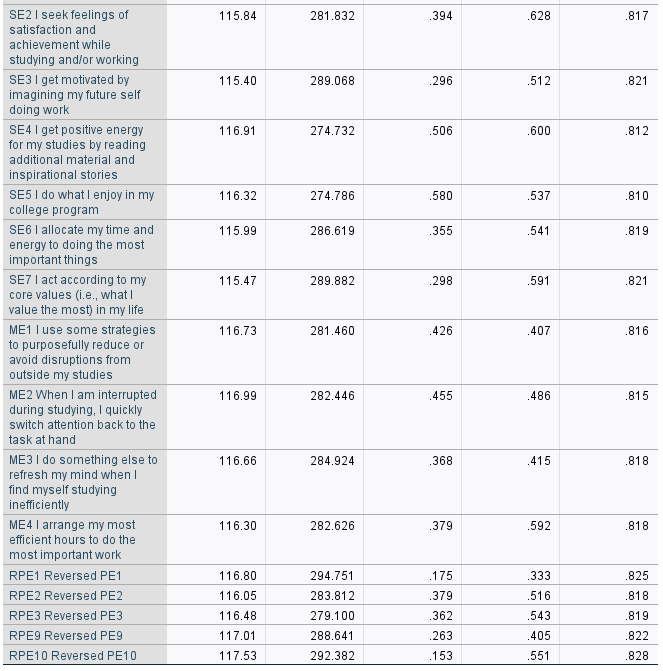 SE2 I seek feelings of 115.84 281.832 .394 .628 .817
satisfaction and
achievement while
studying and/or working
SE3 I get motivated by 115.40 289.068 .296 .512 .821
imagining my future self
doing work
SE4 I get positive energy 116.91 274.732 .506 .600 .812
for my studies by reading
additional material and
inspirational stories
SE5 I do what I enjoy in my 116.32 274.786 .580 .537 .810
college program
SE6 I allocate my time and 115.99 286.619 .355 .541 .819
energy to doing the most
important things
SE7 I act according to my 115.47 289.882 .298 .591 .821
core values (i.e., what I
value the most) in my life
ME1 I use some strategies 116.73 281.460 .426 .407 .816
to purposefully reduce or
avoid disruptions from
outside my studies
ME2 When I am interrupted 116.99 282.446 .455 .486 .815
during studying, I quickly
switch attention back to the
task at hand
ME3 I do something else to 116.66 284.924 .368 .415 .818
refresh my mind when I
find myself studying
inefficiently
ME4 I arrange my most 116.30 282.626 .379 .592 .818
efficient hours to do the
most important work
RPE1 Reversed PE1 116.80 294.751 .175 .333 .825
RPE2 Reversed PE2 116.05 283.812 .379 .516 .818
RPE3 Reversed PE3 116.48 279.100 .362 .543 .819
RPE9 Reversed PE9 117.01 288.641 .263 .405 .822
RPE10 Reversed PE10 117.53 292.382 .153 .551 .828